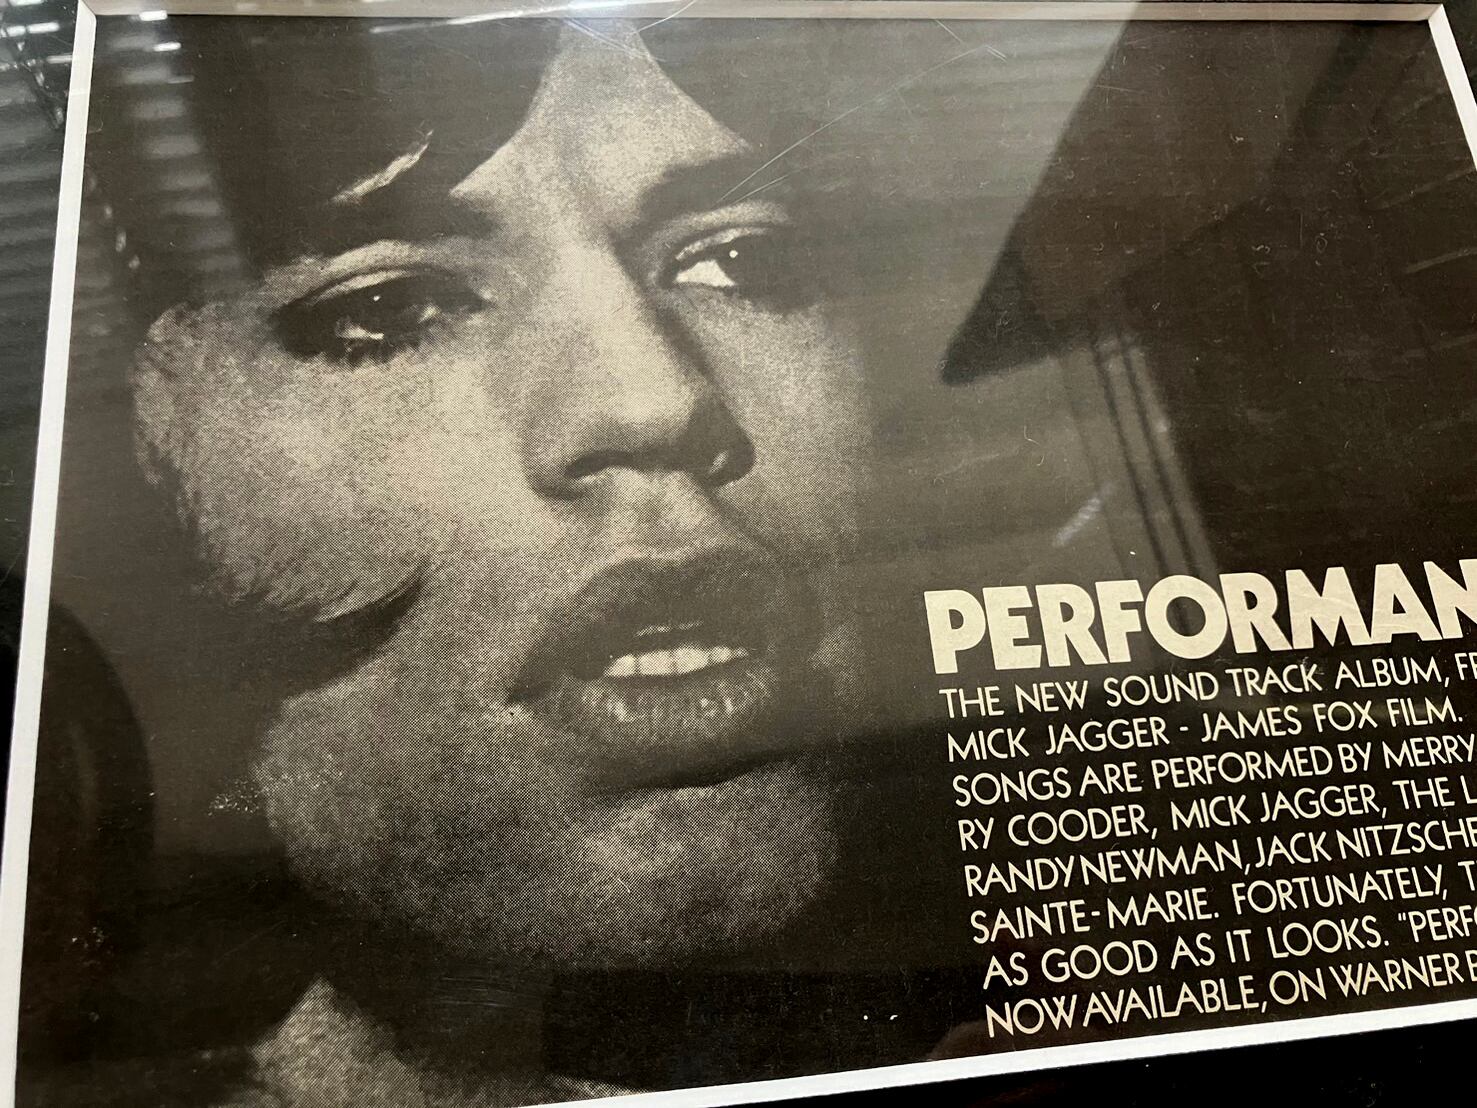 PERFORMAN
THE NEW SOUND TRACK ALBUM, FR
MICK JAGGER - JAMES FOX FILM.
SONGS ARE PERFORMED BY MERRY
RY COODER, MICK JAGGER, THE L
RANDY NEWMAN, JACK NITZSCHE
SAINTE-MARIE. FORTUNATELY, T
AS GOOD AS IT LOOKS. "PERFO
NOW AVAILABLE, ON WARNER B